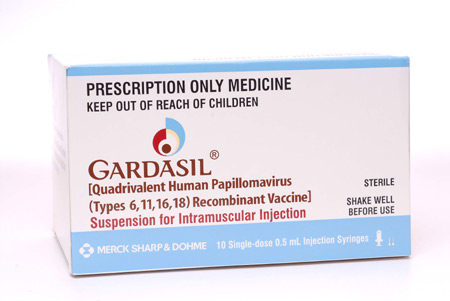 PRESCRIPTION ONLY MEDICINE
KEEP OUT OF REACH OF CHILDREN
GARDASIL®
[Quadrivalent Human Papillomavirus
(Types 6,11,16,18) Recombinant Vaccine]
Suspension for Intramuscular Injection
STERILE
SHAKE WELL
BEFORE USE
MERCK SHARP & DOHME
10 Single-dose 0.5 mL Injection Syringes